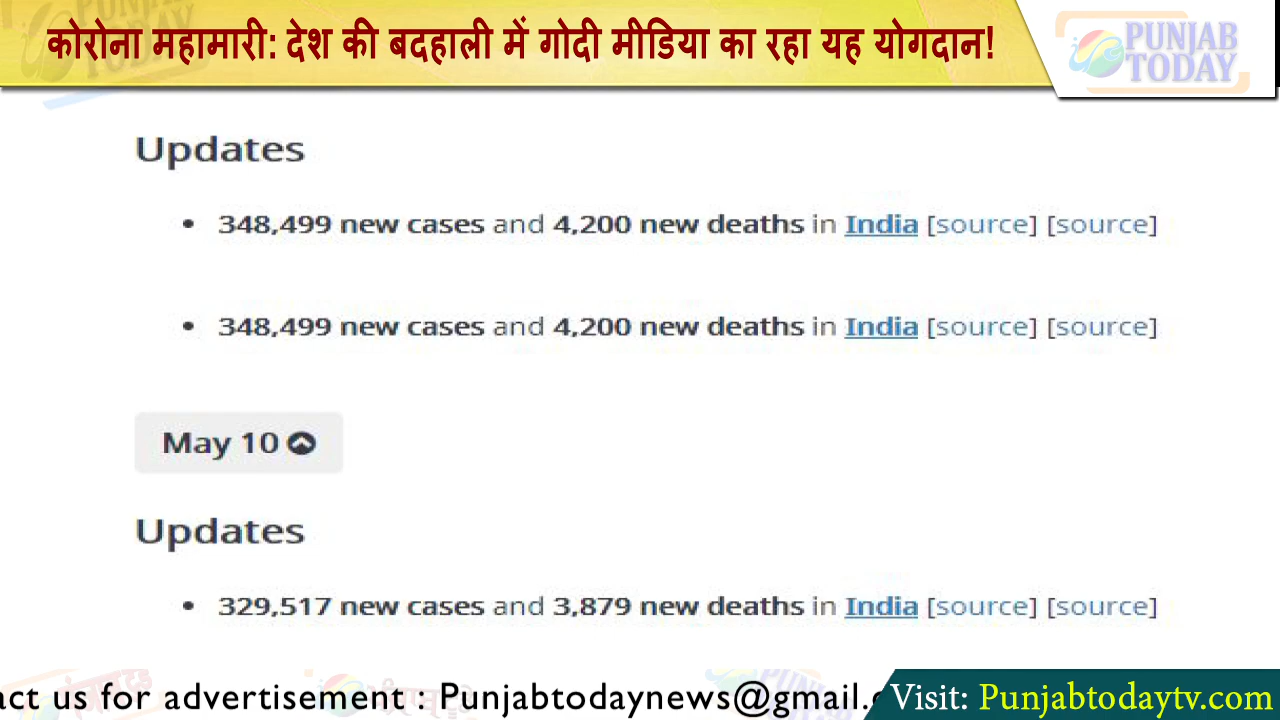 कोरोना महामारी: देश की बदहाली में गोदी मीडिया का रहा यह योगदान!
PUNJAB
TODAY
Updates
• 348,499 new cases and 4,200 new deaths in India [source] [source]
• 348,499 new cases and 4,200 new deaths in India [source] [source]
May 10
Updates
• 329,517 new cases and 3,879 new deaths in India [source] [source]
act us for advertisement : Punjabtodaynews@gmail.
Visit: Punjabtodaytv.com